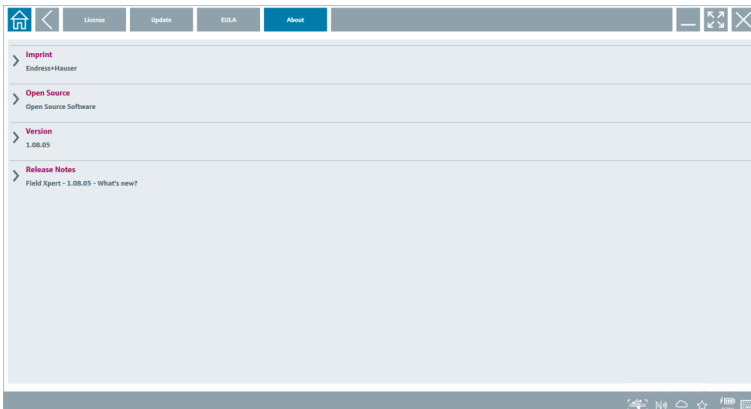 License
Update
EULA
About
Imprint
Endress+Hauser
Open Source
Open Source Software
Version
1.08.05
Release Notes
Field Xpert - 1.08.05 - What's new?